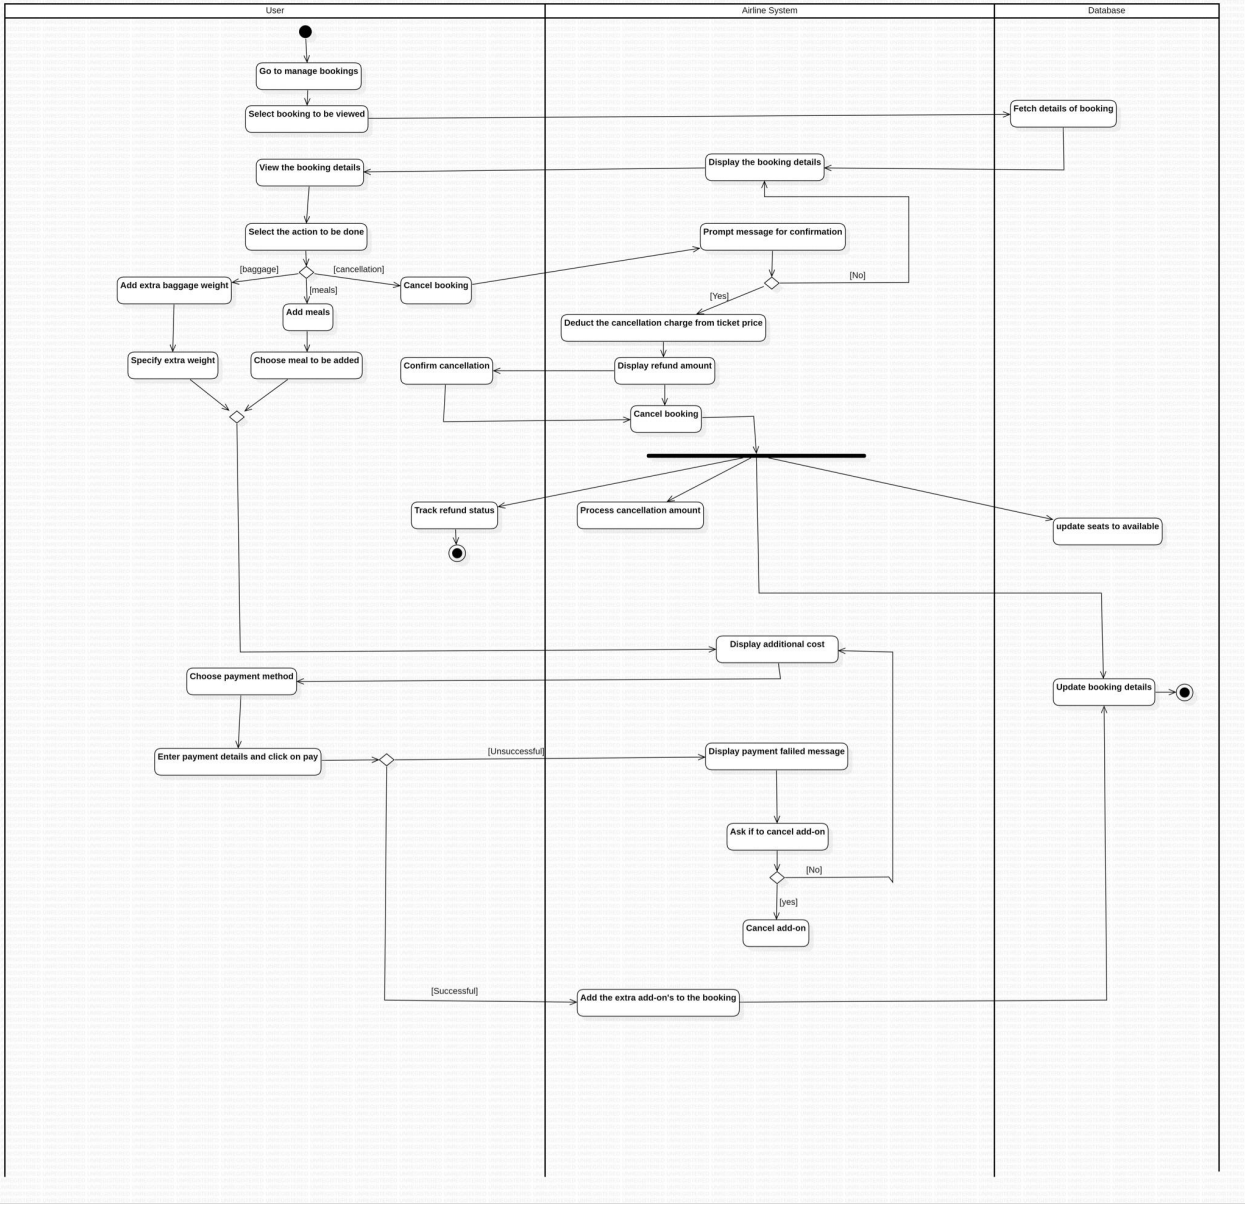 User
Airline System
Database
Go to manage bookings
Select booking to be viewed
Fetch details of booking
View the booking details
Display the booking details
Select the action to be done
Prompt message for confirmation
[baggage]
[cancellation]
[No]
Add extra baggage weight
[meals]
Cancel booking
[Yes]
Add meals
Deduct the cancellation charge from ticket price
Specify extra weight
Choose meal to be added
Confirm cancellation
Display refund amount
Cancel booking
Track refund status
Process cancellation amount
update seats to available
Display additional cost
Choose payment method
Update booking details
Enter payment details and click on pay
[Unsuccessful]
Display payment faliled message
Ask if to cancel add-on
[No]
[yes]
Cancel add-on
[Successful]
Add the extra add-on's to the booking